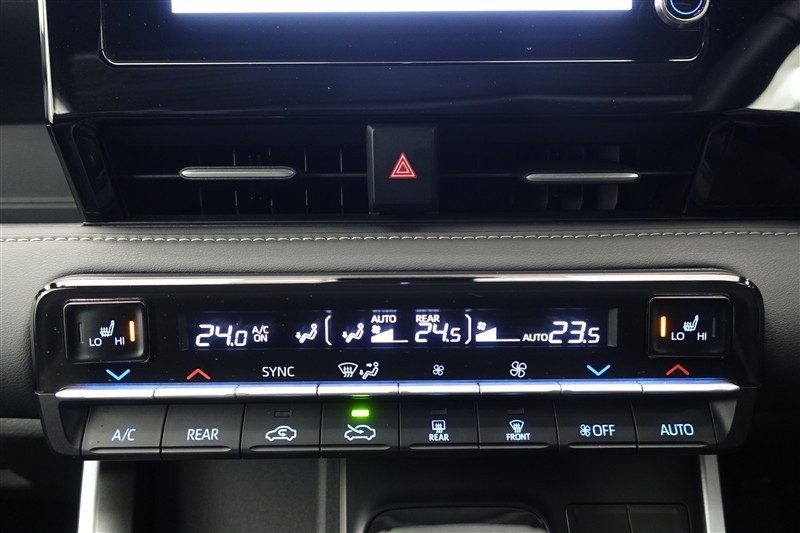 AUTO REAR
24.0 A/C ON 24.5 AUTO 23.5
LO HI LO HI
SYNC
A/C REAR REAR FRONT OFF AUTO